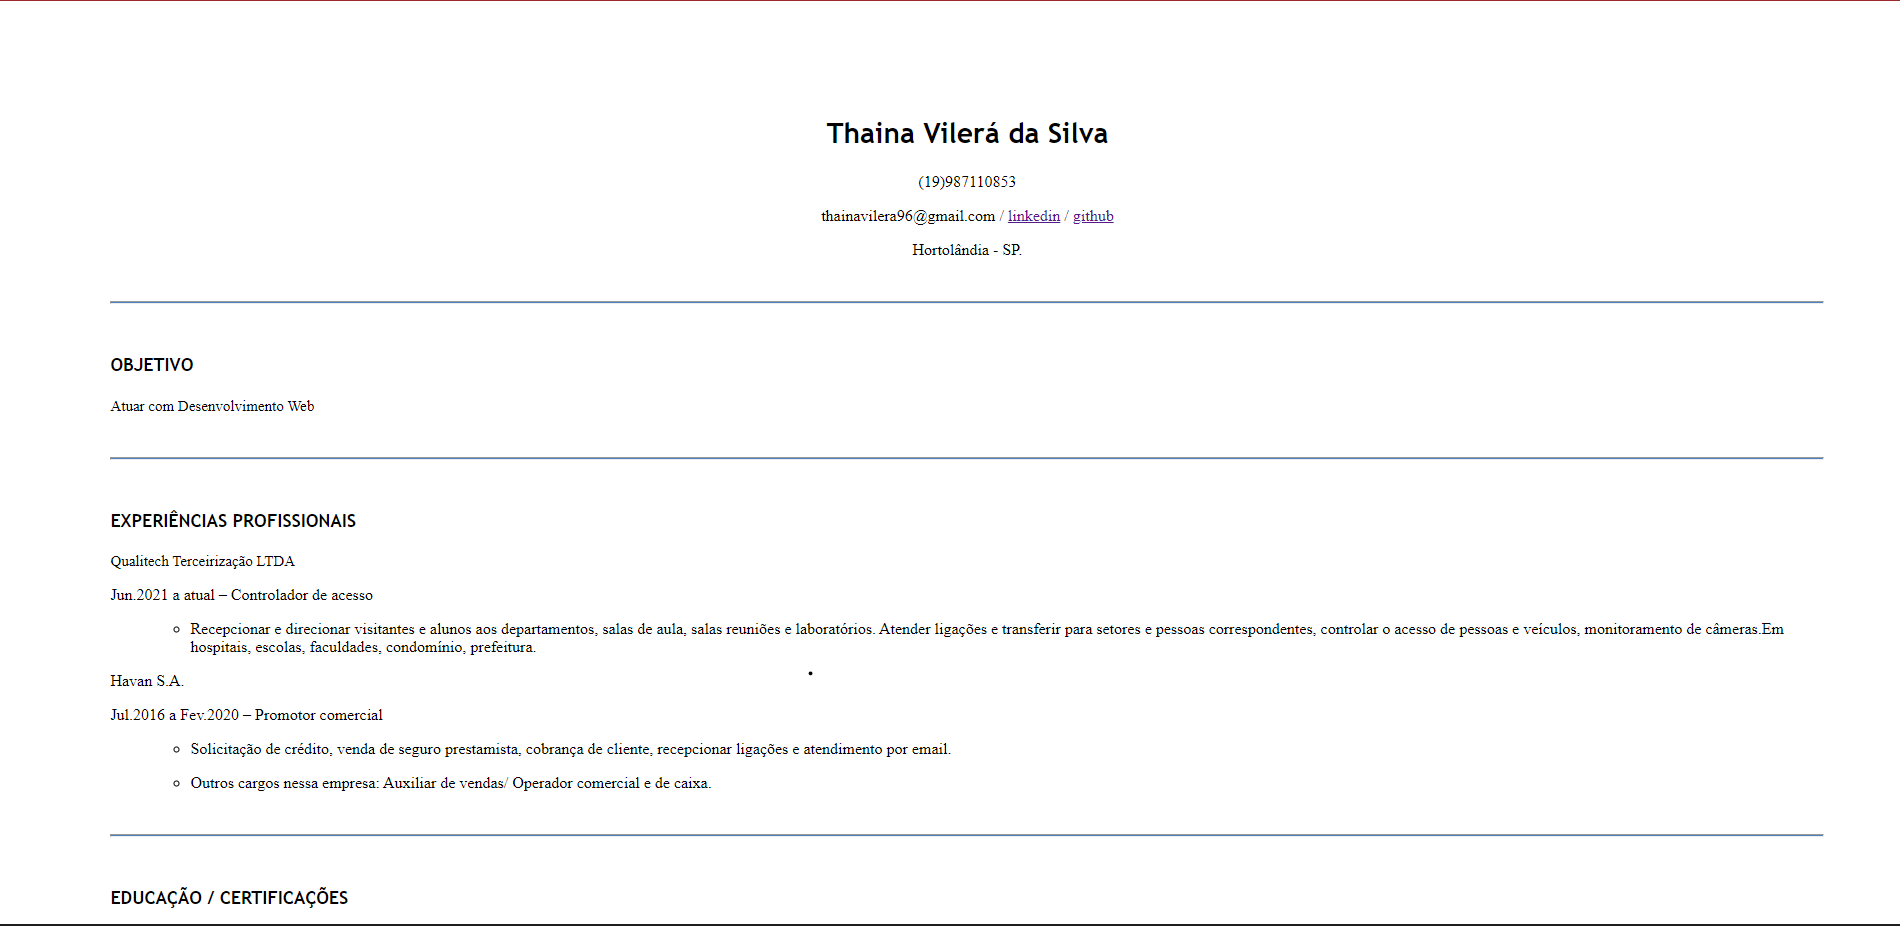 Thaina Vilerá da Silva
(19)987110853
thainavilera96@gmail.com / linkedin / github
Hortolândia - SP.
OBJETIVO
Atuar com Desenvolvimento Web
EXPERIÊNCIAS PROFISSIONAIS
Qualitech Terceirização LTDA
Jun.2021 a atual – Controlador de acesso
Recepcionar e direcionar visitantes e alunos aos departamentos, salas de aula, salas reuniões e laboratórios. Atender ligações e transferir para setores e pessoas correspondentes, controlar o acesso de pessoas e veículos, monitoramento de câmeras.Em
hospitais, escolas, faculdades, condomínio, prefeitura.
Havan S.A.
Jul.2016 a Fev.2020 – Promotor comercial
Solicitação de crédito, venda de seguro prestamista, cobrança de cliente, recepcionar ligações e atendimento por email.
Outros cargos nessa empresa: Auxiliar de vendas/ Operador comercial e de caixa.
EDUCAÇÃO / CERTIFICAÇÕES